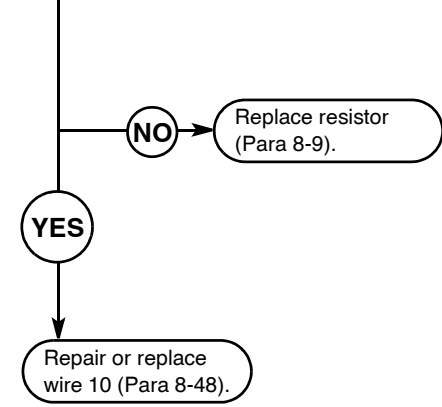 NO
Replace resistor
(Para 8-9).
YES
Repair or replace
wire 10 (Para 8-48).